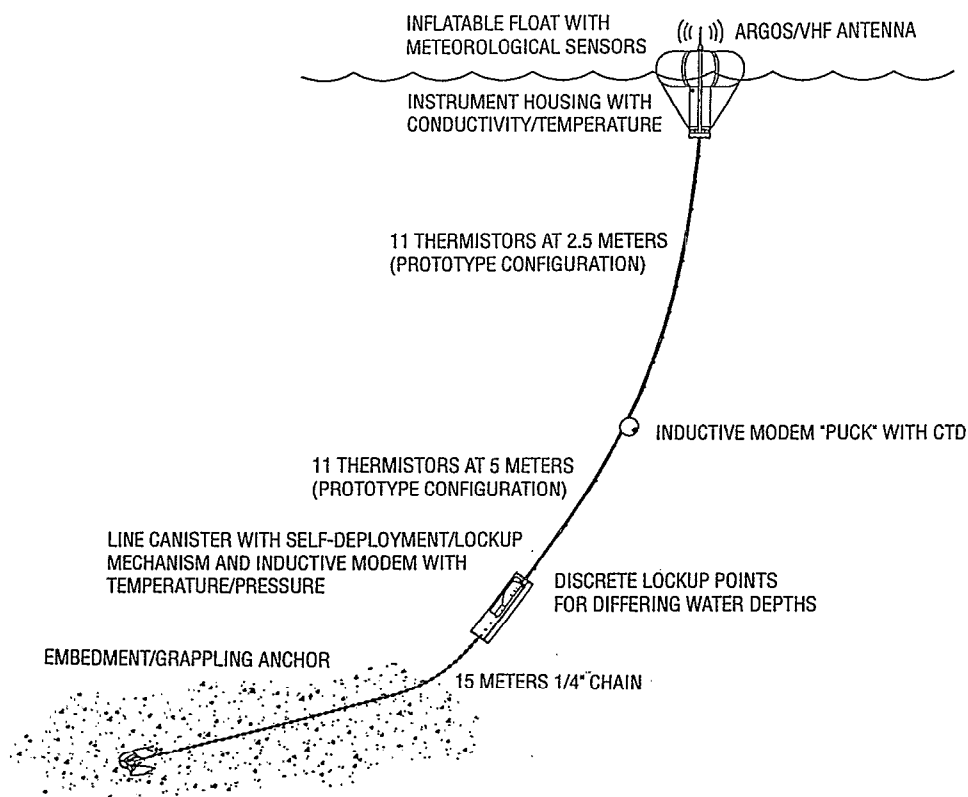 INFLATABLE FLOAT WITH
METEOROLOGICAL SENSORS
ARGOS/VHF ANTENNA
INSTRUMENT HOUSING WITH
CONDUCTIVITY/TEMPERATURE
11 THERMISTORS AT 2.5 METERS
(PROTOTYPE CONFIGURATION)
INDUCTIVE MODEM "PUCK" WITH CTD
11 THERMISTORS AT 5 METERS
(PROTOTYPE CONFIGURATION)
LINE CANISTER WITH SELF-DEPLOYMENT/LOCKUP
MECHANISM AND INDUCTIVE MODEM WITH
TEMPERATURE/PRESSURE
DISCRETE LOCKUP POINTS
FOR DIFFERING WATER DEPTHS
EMBEDMENT/GRAPPLING ANCHOR
15 METERS 1/4" CHAIN